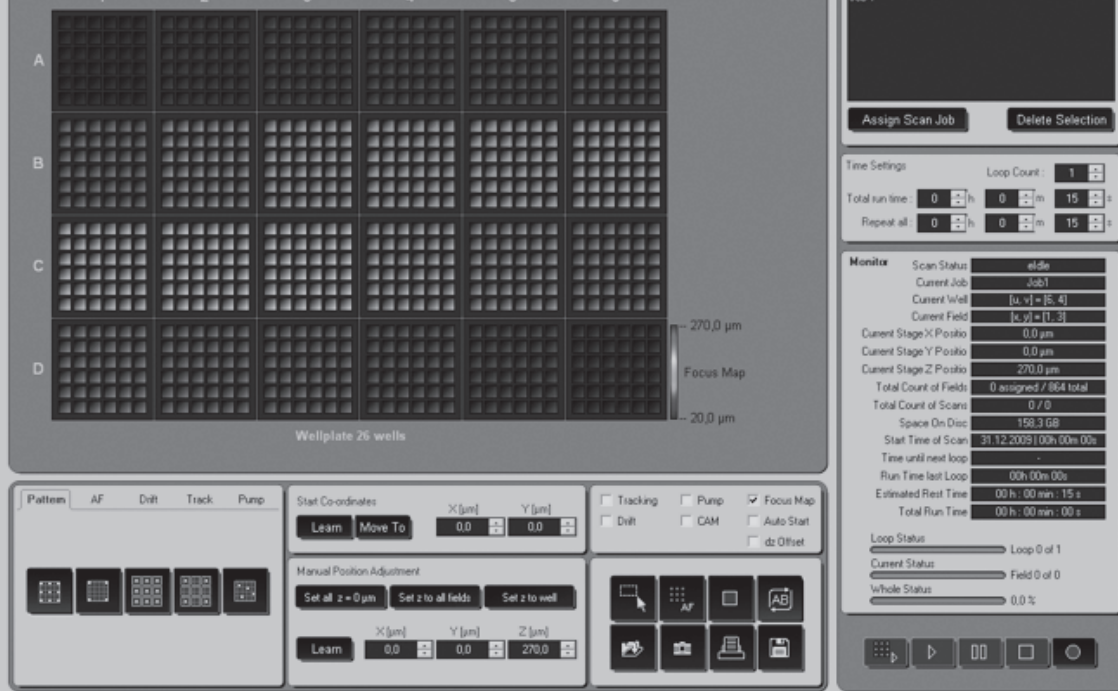 A
B
C
D
270,0 µm
Focus Map
20,0 µm
Wellplate 26 wells
Assign Scan Job
Delete Selection
Time Settings
Loop Count : 1
Total run time : 0 h 0 m 15 s
Repeat all : 0 h 0 m 15 s
Monitor
Scan Status eIdle
Current Job Job1
Current Well [u, v] = [6, 4]
Current Field [x, y] = [1, 3]
Current Stage X Positio 0,0 µm
Current Stage Y Positio 0,0 µm
Current Stage Z Positio 270,0 µm
Total Count of Fields 0 assigned / 864 total
Total Count of Scans 0 / 0
Space On Disc 158,3 GB
Start Time of Scan 31.12.2009 | 00h 00m 00s
Time until next loop -
Run Time last Loop 00h 00m 00s
Estimated Rest Time 00 h : 00 min : 15 s
Total Run Time 00 h : 00 min : 00 s
Loop Status
Loop 0 of 1
Current Status
Field 0 of 0
Whole Status
0,0 %
Pattern AF Drift Track Pump
Start Co-ordinates
X [µm] Y [µm]
Learn Move To 0,0 0,0
Manual Position Adjustment
Set all z = 0 µm Set z to all fields Set z to well
X [µm] Y [µm] Z [µm]
Learn 0,0 0,0 270,0
Tracking Pump Focus Map
Drift CAM Auto Start
dz Offset
AF
AB